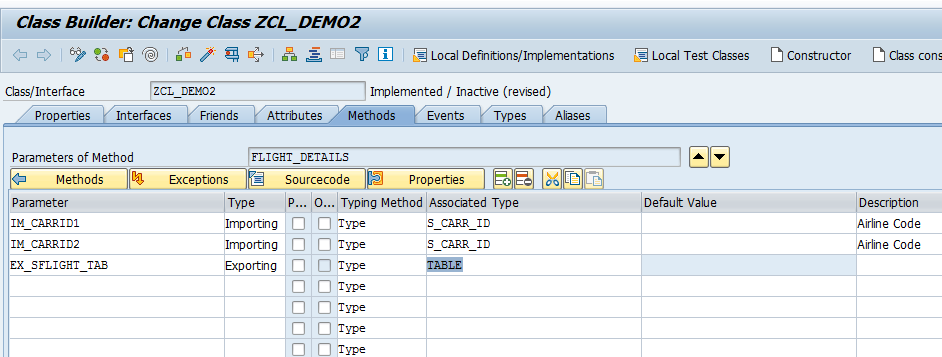 Class Builder: Change Class ZCL_DEMO2
Local Definitions/Implementations Local Test Classes Constructor Class cons
Class/Interface ZCL_DEMO2 Implemented / Inactive (revised)
Properties Interfaces Friends Attributes Methods Events Types Aliases
Parameters of Method FLIGHT_DETAILS
Methods Exceptions Sourcecode Properties
Parameter Type P... O... Typing Method Associated Type Default Value Description
IM_CARRID1 Importing Type S_CARR_ID Airline Code
IM_CARRID2 Importing Type S_CARR_ID Airline Code
EX_SFLIGHT_TAB Exporting Type TABLE
Type
Type
Type
Type